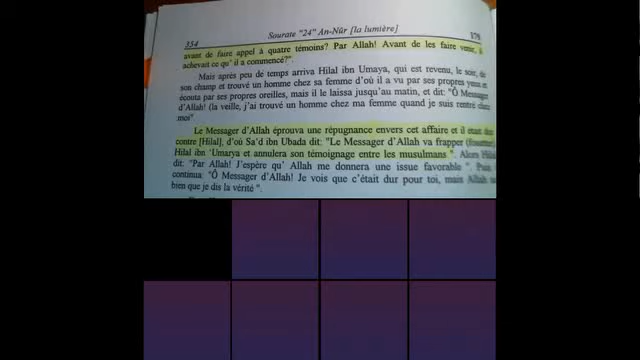 354 Sourate "24" An-Nûr [la lumière] 178
avant de faire appel à quatre témoins? Par Allah! Avant de les faire venir, il
achevait ce qu' il a commencé?".
Mais après peu de temps arriva Hilal ibn Umaya, qui est revenu, le soir, de
son champ et trouvé un homme chez sa femme d'où il a vu par ses propres yeux et
écouta par ses propres oreilles, mais il le laissa jusqu'au matin, et dit: "Ô Messager
d'Allah! (la veille, j'ai trouvé un homme chez ma femme quand je suis rentré chez
moi"
Le Messager d'Allah éprouva une répugnance envers cet affaire et il était
contre [Hilal], d'où Sa'd ibn Ubada dit: "Le Messager d'Allah va frapper
Hilal ibn 'Umarya et annulera son témoignage entre les musulmans ". Alors Hilal
dit: "Par Allah! J'espère qu' Allah me donnera une issue favorable ". Puis
continua: "Ô Messager d'Allah! Je vois que c'était dur pour toi, mais Allah
bien que je dis la vérité ".